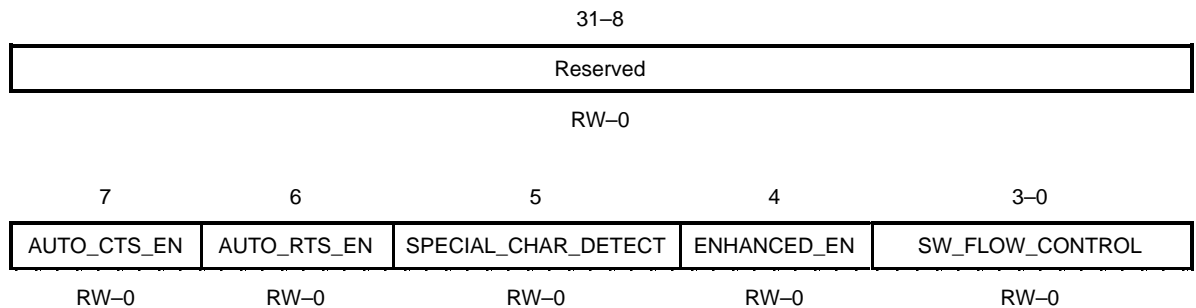 31–8
Reserved
RW–0
7 6 5 4 3–0
AUTO_CTS_EN AUTO_RTS_EN SPECIAL_CHAR_DETECT ENHANCED_EN SW_FLOW_CONTROL
RW–0 RW–0 RW–0 RW–0 RW–0